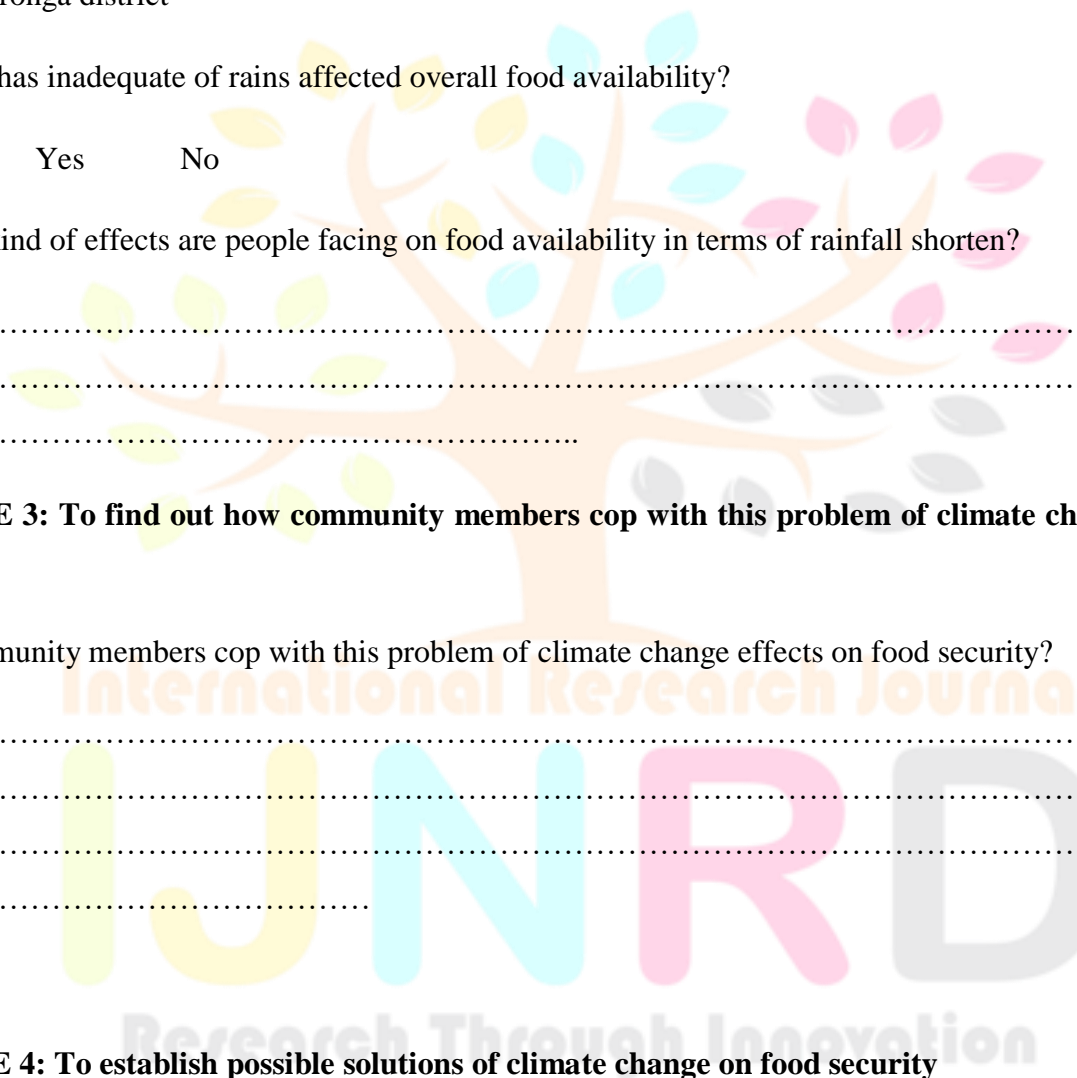 onga district
has inadequate of rains affected overall food availability?
Yes No
ind of effects are people facing on food availability in terms of rainfall shorten?
……………………………………………………………………………………………
……………………………………………………………………………………………
………………………………………………..
E 3: To find out how community members cop with this problem of climate ch
munity members cop with this problem of climate change effects on food security?
International Research Journa
……………………………………………………………………………………………
……………………………………………………………………………………………
……………………………………………………………………………………………
………………………………
IJNRD
Research Through Innovation
E 4: To establish possible solutions of climate change on food security